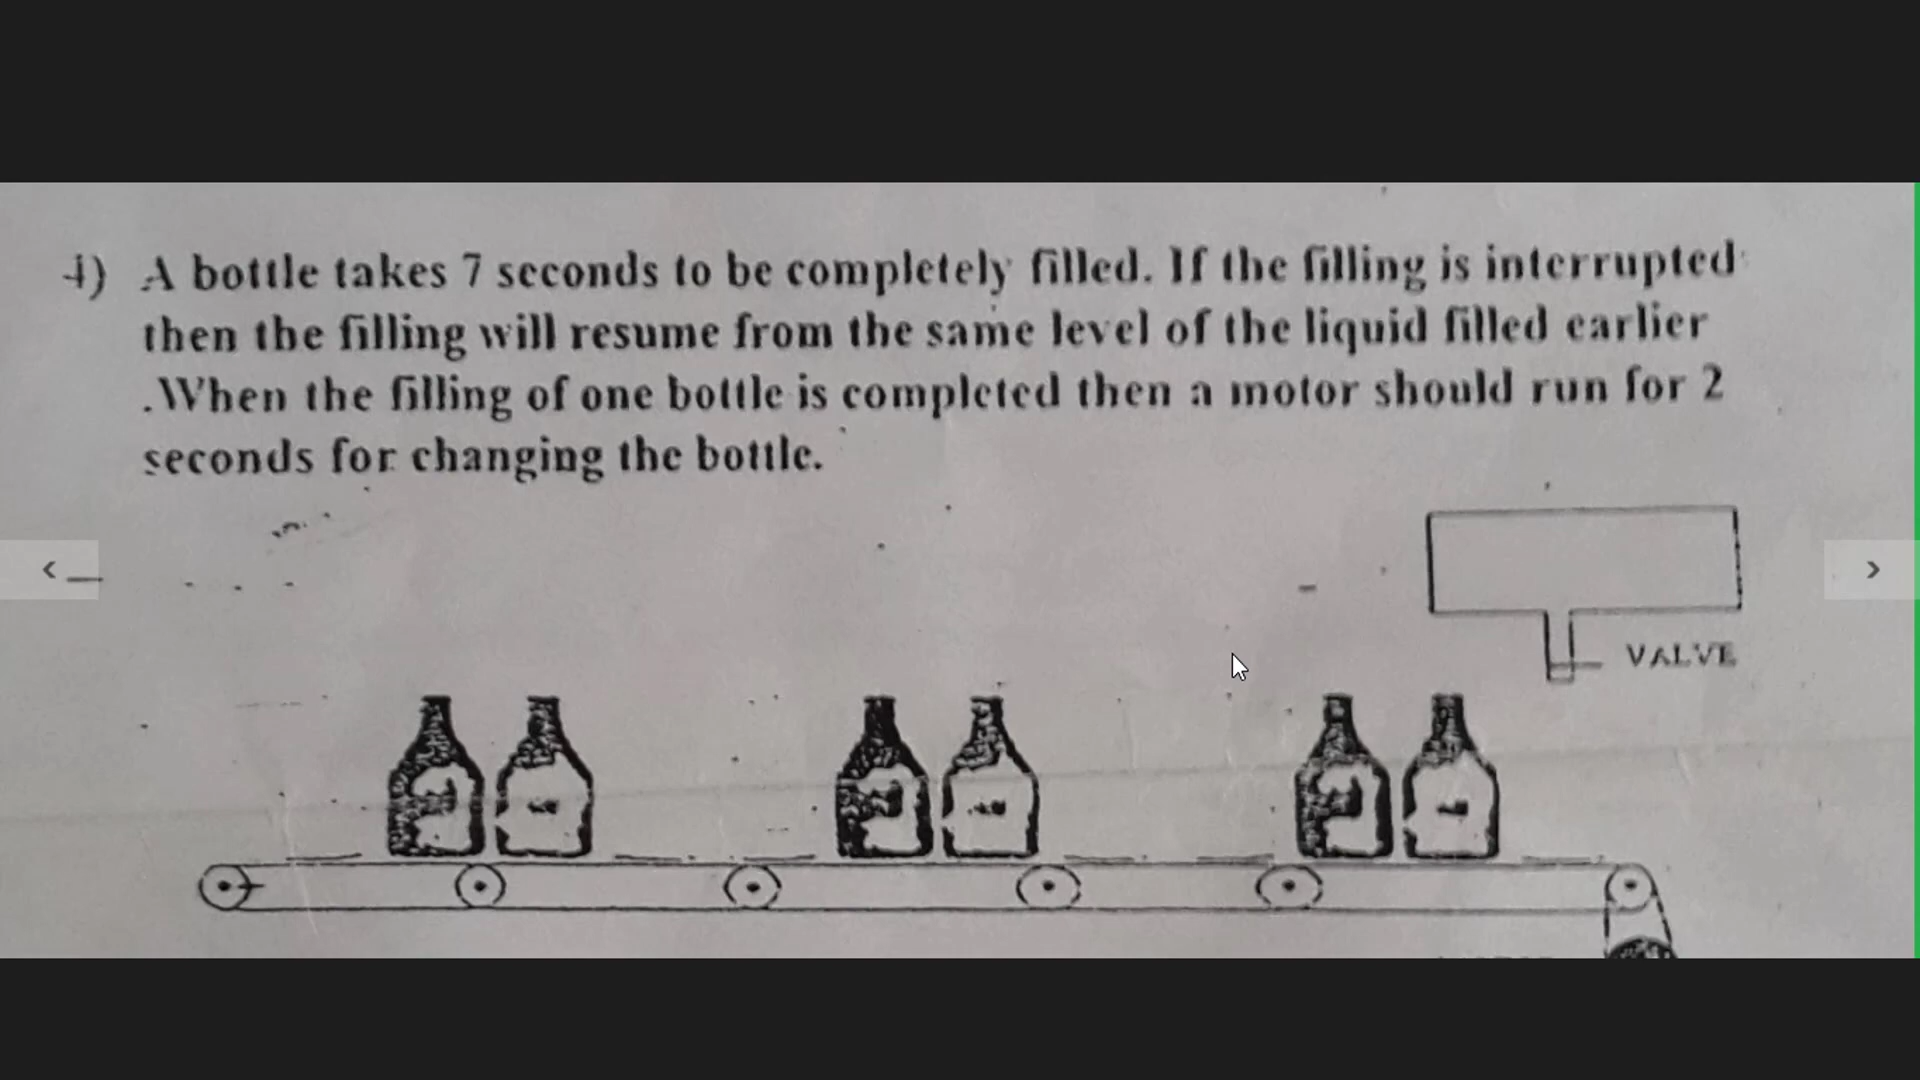 4) A bottle takes 7 seconds to be completely filled. If the filling is interrupted
then the filling will resume from the same level of the liquid filled earlier
.When the filling of one bottle is completed then a motor should run for 2
seconds for changing the bottle.
VALVE